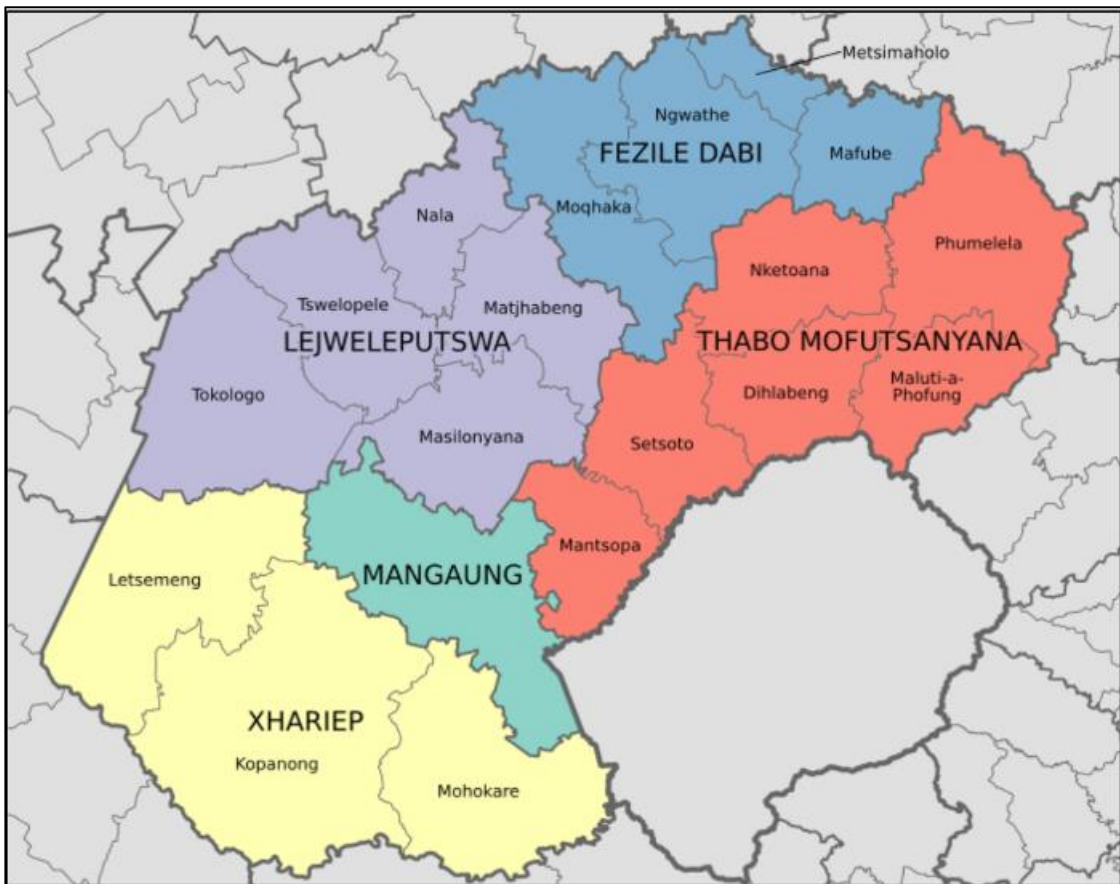 Metsimaholo
Ngwathe
FEZILE DABI
Mafube
Moqhaka
Nala
Phumelela
Nketoana
Tswelopele
Matjhabeng
LEJWELEPUTSWA
THABO MOFUTSANYANA
Tokologo
Dihlabeng
Maluti-a-
Phofung
Masilonyana
Setsoto
Mantsopa
MANGAUNG
Letsemeng
XHARIEP
Kopanong
Mohokare